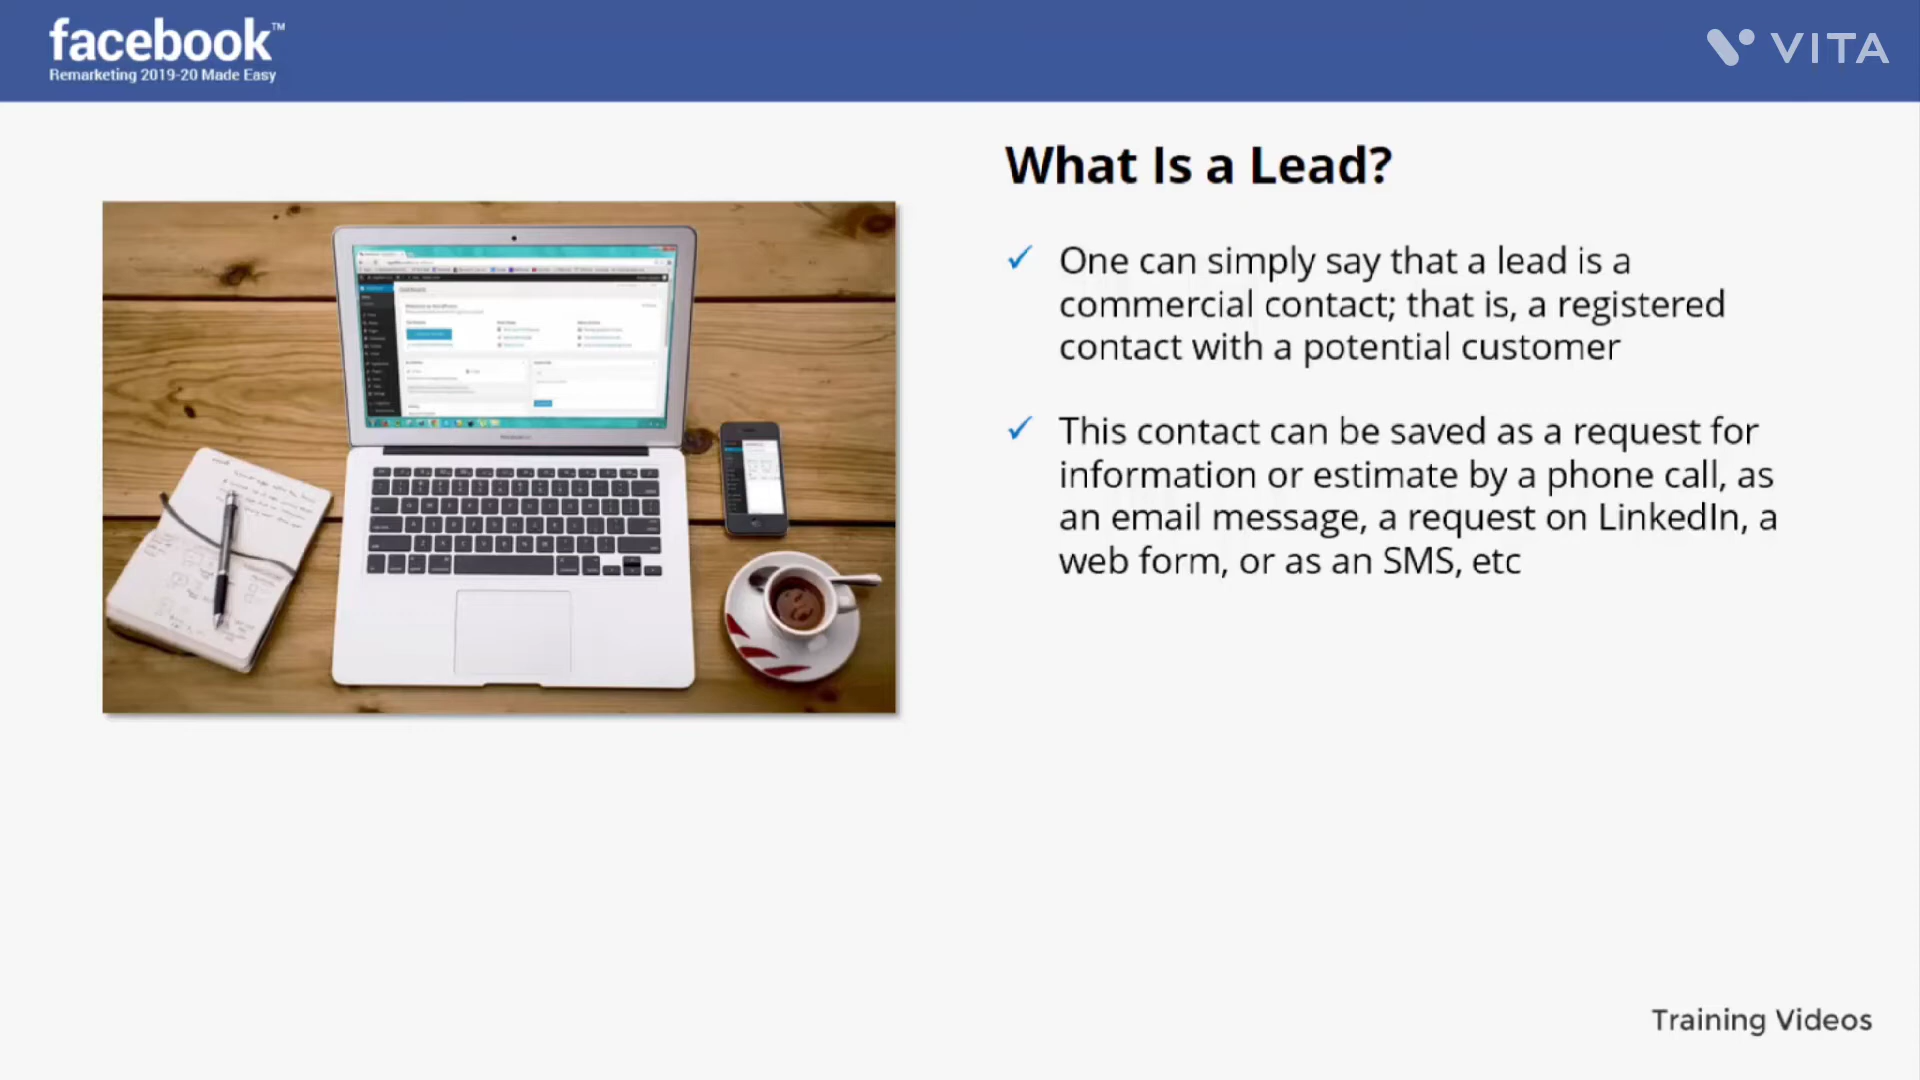 facebook™
Remarketing 2019-20 Made Easy
VITA
What Is a Lead?
✓ One can simply say that a lead is a
commercial contact; that is, a registered
contact with a potential customer
✓ This contact can be saved as a request for
information or estimate by a phone call, as
an email message, a request on LinkedIn, a
web form, or as an SMS, etc
Training Videos